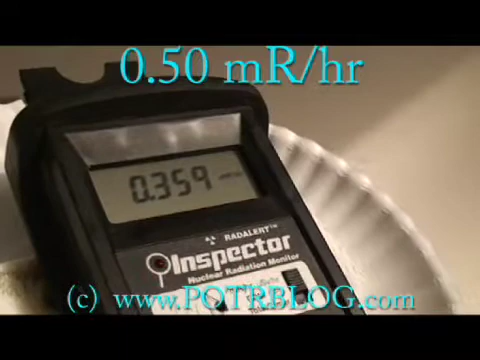 0.50 mR/hr
0.359
RADALERT™
Inspector
Nuclear Radiation Monitor
(c) www.POTRBLOG.com